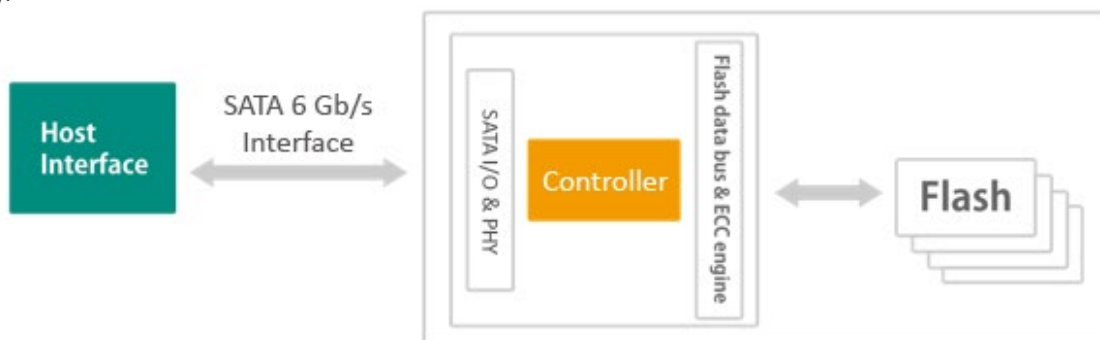 Host
Interface
SATA 6 Gb/s
Interface
SATA I/O & PHY
Controller
Flash data bus & ECC engine
Flash